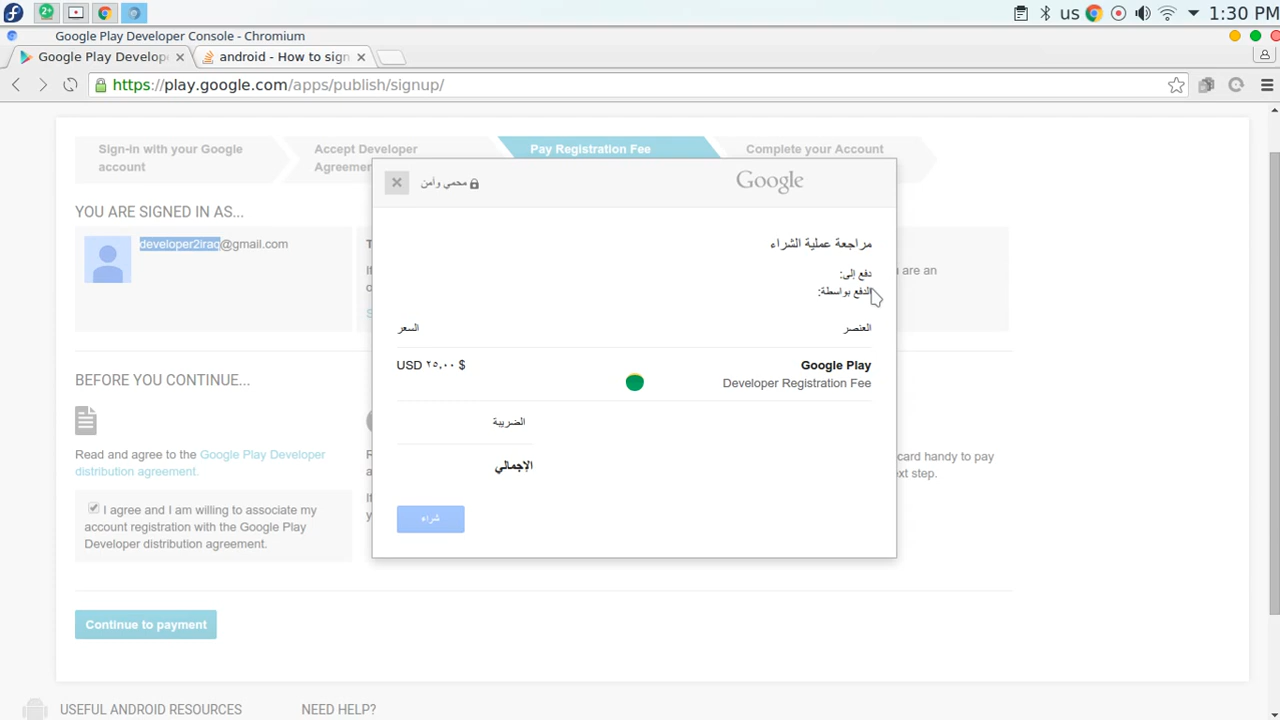 us
1:30 PM
Google Play Developer Console - Chromium
Google Play Develope
android - How to sign
https://play.google.com/apps/publish/signup/
Sign-in with your Google
account
Accept Developer
Agreemen
Pay Registration Fee
Complete your Account
YOU ARE SIGNED IN AS...
developer2iraq@gmail.com
are an
محمي وآمن
Google
مراجعة عملية الشراء
دفع إلى:
الدفع بواسطة:
العنصر
السعر
Google Play
USD ٢٥,٠٠ $
Developer Registration Fee
الضريبة
الإجمالي
شراء
BEFORE YOU CONTINUE...
Read and agree to the Google Play Developer
distribution agreement.
I agree and I am willing to associate my
account registration with the Google Play
Developer distribution agreement.
card handy to pay
ext step.
Continue to payment
USEFUL ANDROID RESOURCES
NEED HELP?